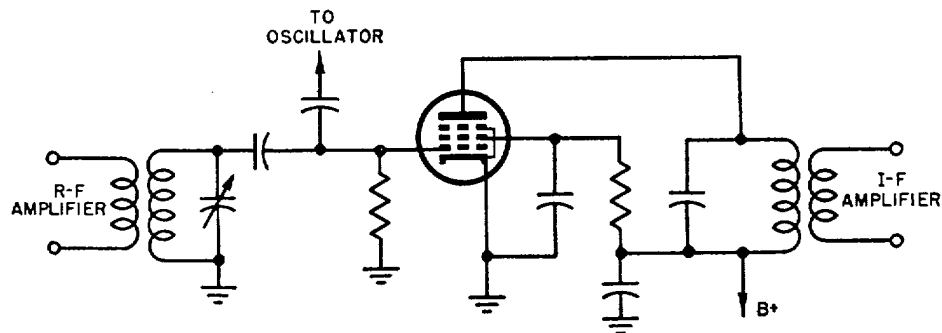 TO
OSCILLATOR
R-F
AMPLIFIER
I-F
AMPLIFIER
B+